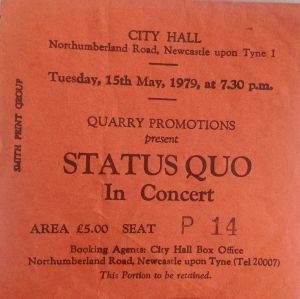 CITY HALL
Northumberland Road, Newcastle upon Tyne 1
Tuesday, 15th May, 1979, at 7.30 p.m.
SMITH PRINT GROUP
QUARRY PROMOTIONS
present
STATUS QUO
In Concert
AREA £5.00 SEAT P 14
Booking Agents: City Hall Box Office
Northumberland Road, Newcastle upon Tyne (Tel 20007)
This Portion to be retained.